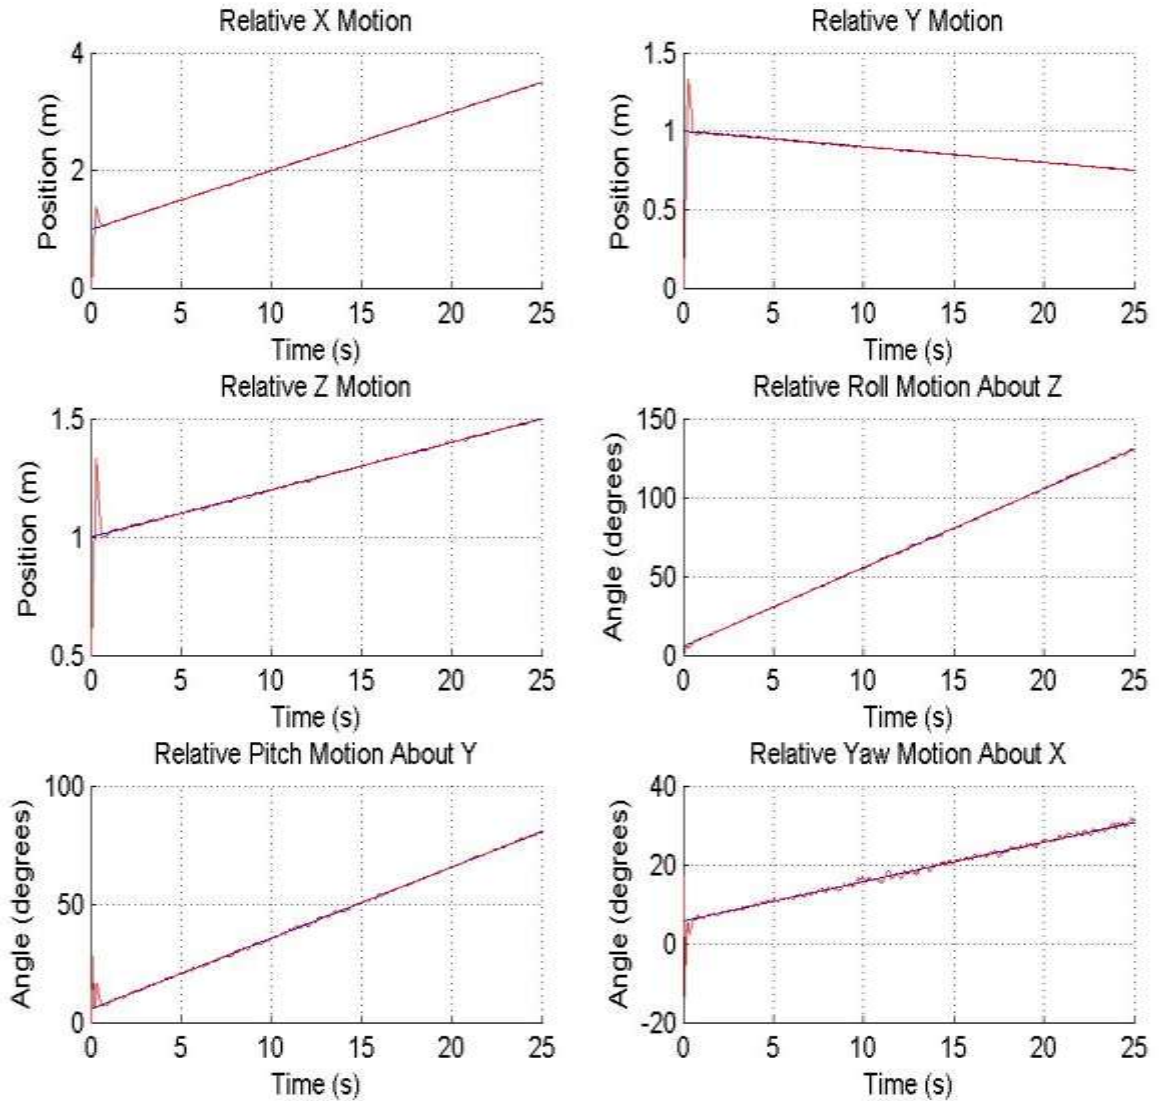 Relative X Motion
Position (m)
4
2
0
0 5 10 15 20 25
Time (s)
Relative Y Motion
Position (m)
1.5
1
0.5
0
0 5 10 15 20 25
Time (s)
Relative Z Motion
Position (m)
1.5
1
0.5
0 5 10 15 20 25
Time (s)
Relative Roll Motion About Z
Angle (degrees)
150
100
50
0
0 5 10 15 20 25
Time (s)
Relative Pitch Motion About Y
Angle (degrees)
100
50
0
0 5 10 15 20 25
Time (s)
Relative Yaw Motion About X
Angle (degrees)
40
20
0
-20
0 5 10 15 20 25
Time (s)